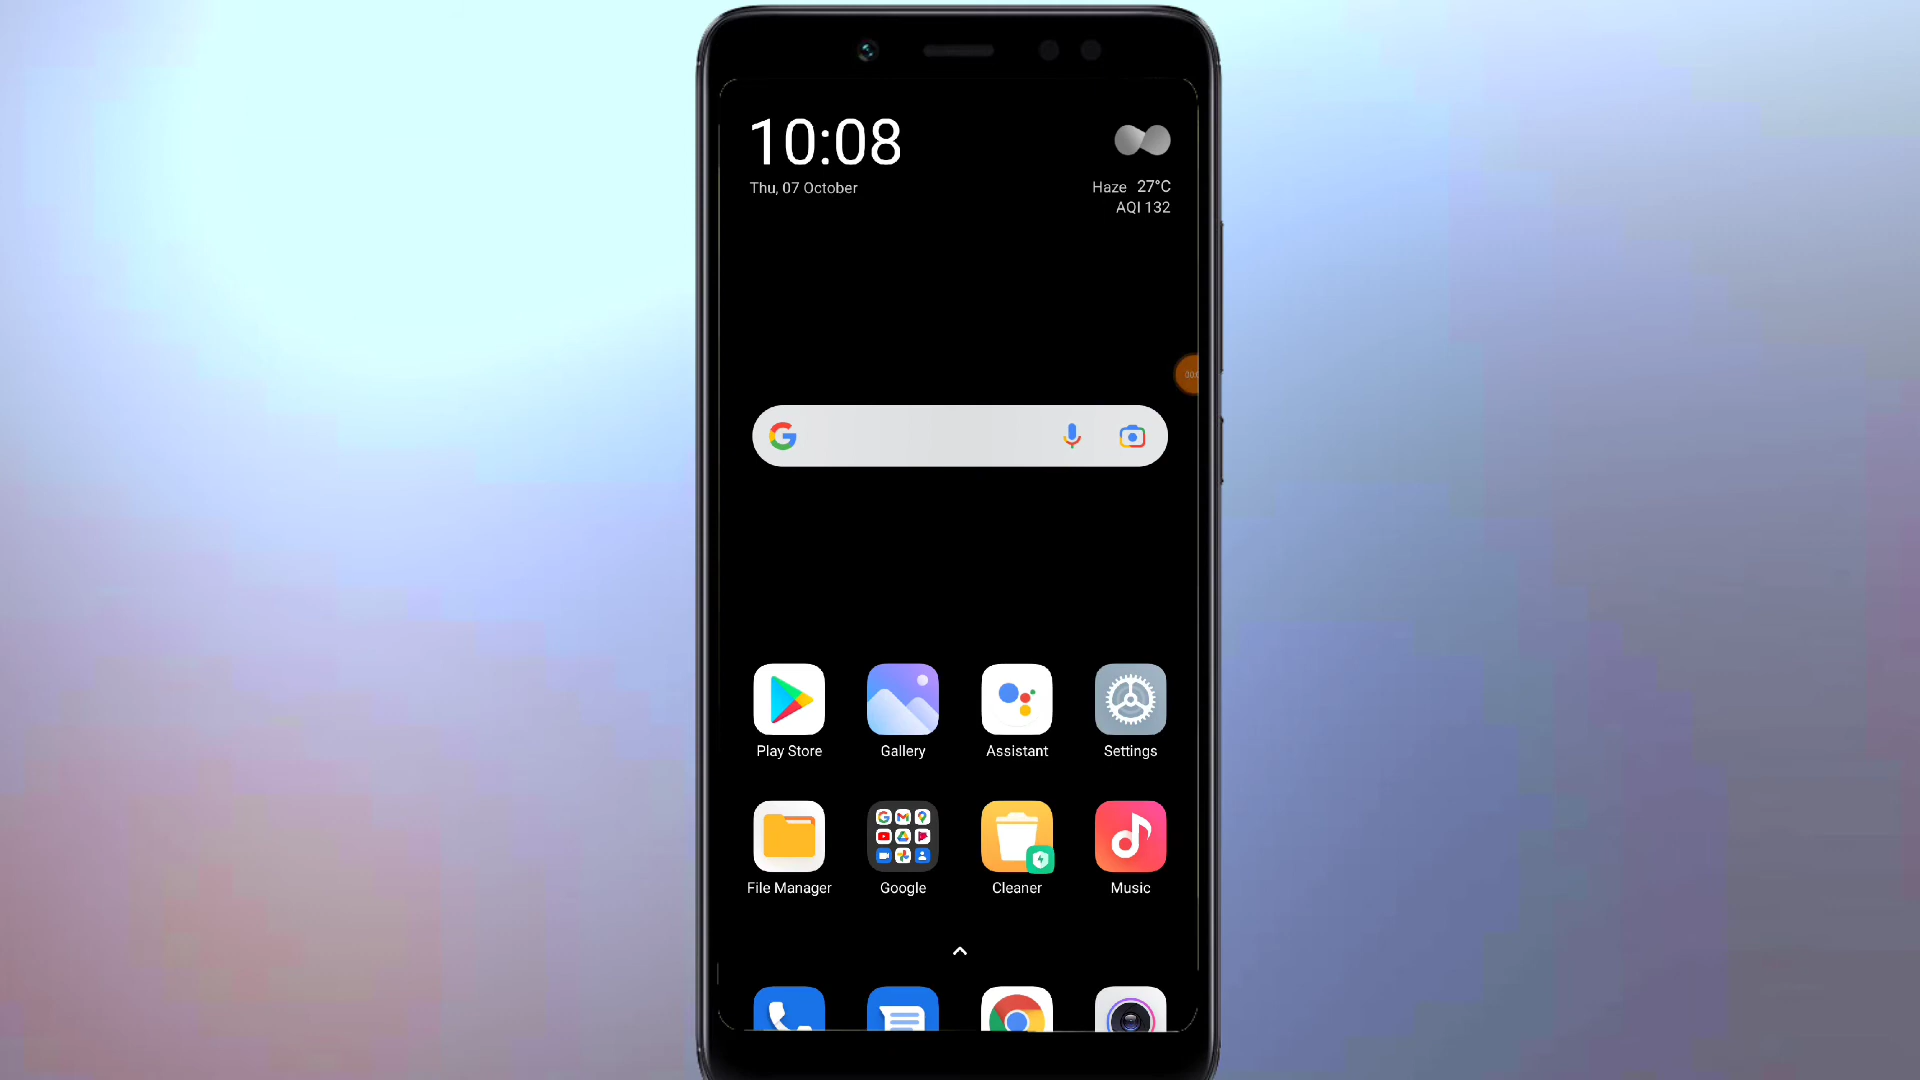 10:08
Thu, 07 October
Haze 27°C
AQI 132
Play Store
Gallery
Assistant
Settings
File Manager
Google
Cleaner
Music